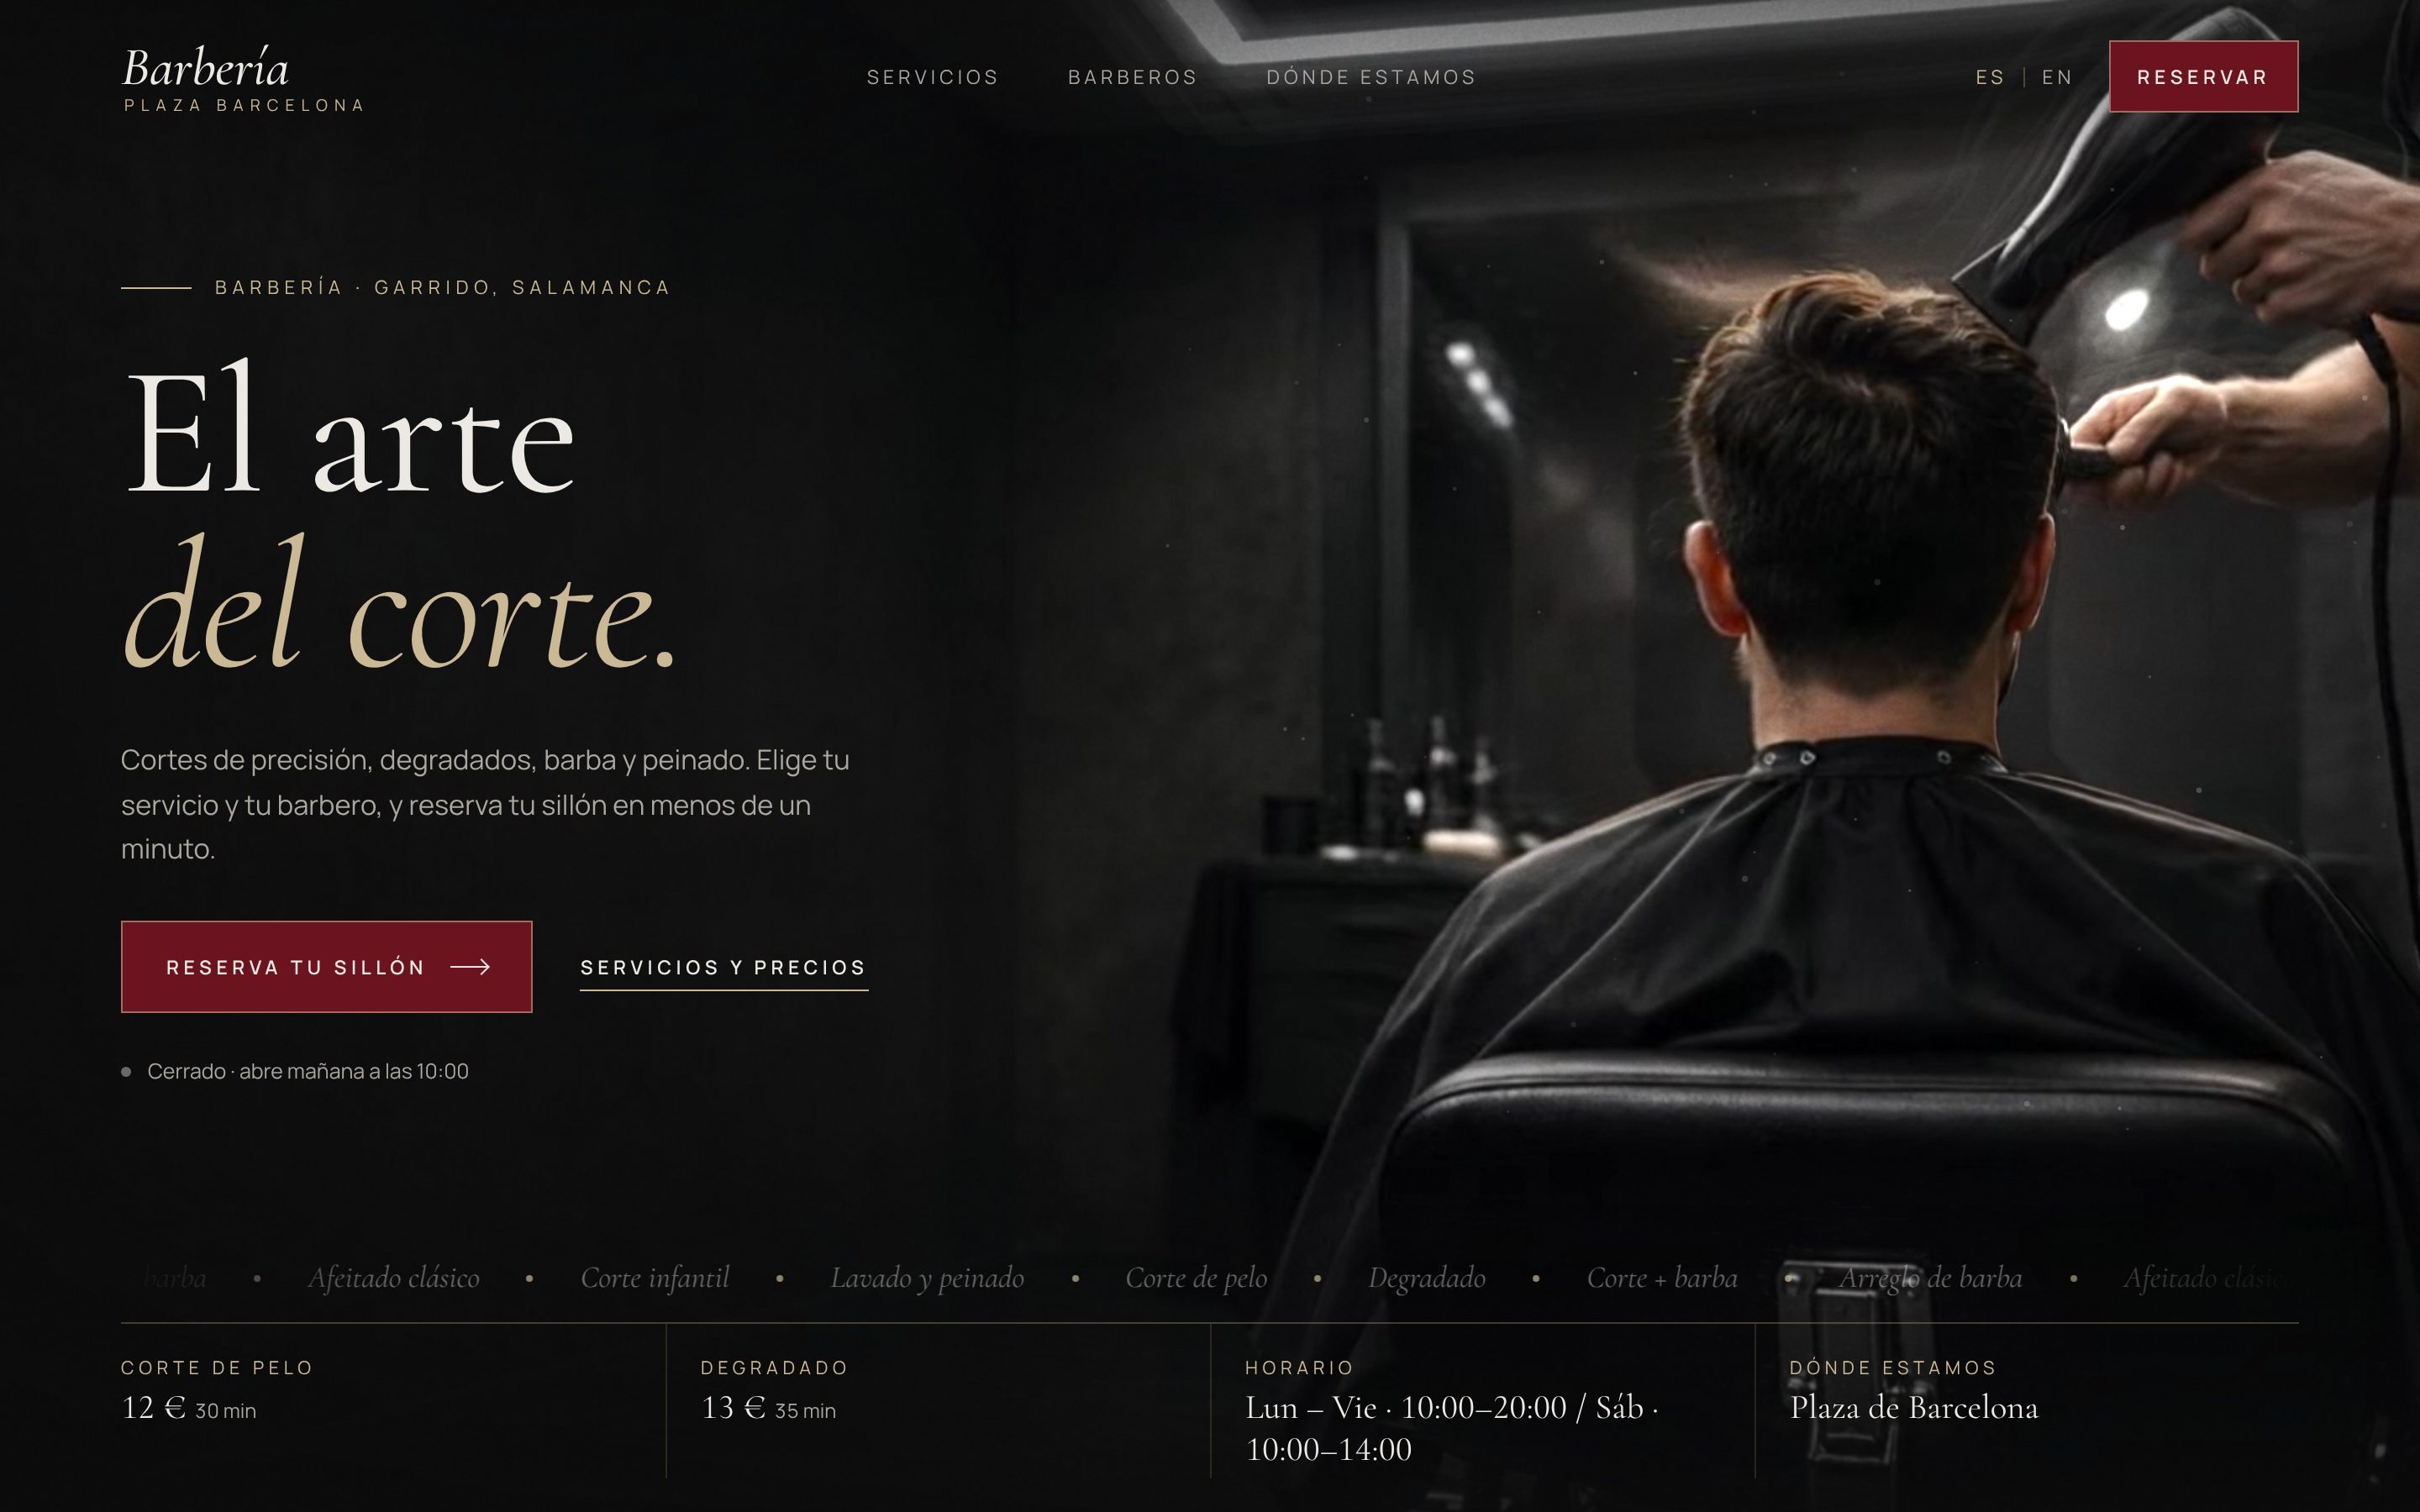 Barbería
PLAZA BARCELONA
SERVICIOS
BARBEROS
DÓNDE ESTAMOS
ES | EN
RESERVAR
BARBERÍA · GARRIDO, SALAMANCA
El arte
del corte.
Cortes de precisión, degradados, barba y peinado. Elige tu
servicio y tu barbero, y reserva tu sillón en menos de un
minuto.
RESERVA TU SILLÓN
SERVICIOS Y PRECIOS
Cerrado · abre mañana a las 10:00
barba • Afeitado clásico • Corte infantil • Lavado y peinado • Corte de pelo • Degradado • Corte + barba • Arreglo de barba • Afeitado clásic
CORTE DE PELO
12 € 30 min
DEGRADADO
13 € 35 min
HORARIO
Lun – Vie · 10:00–20:00 / Sáb ·
10:00–14:00
DÓNDE ESTAMOS
Plaza de Barcelona